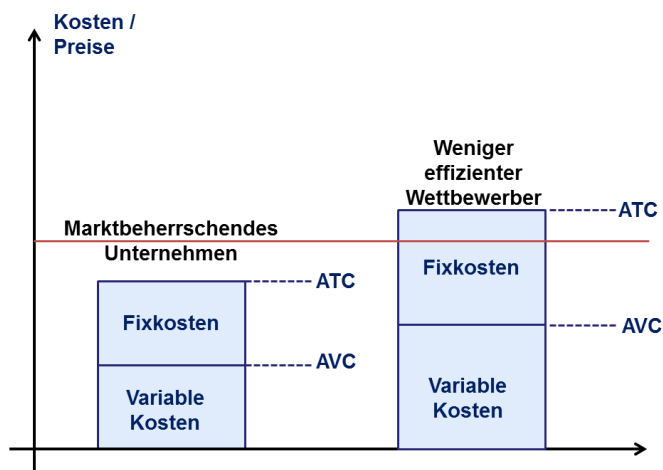 Kosten /
Preise
Marktbeherrschendes
Unternehmen
ATC
Fixkosten
AVC
Variable
Kosten
Weniger
effizienter
Wettbewerber
ATC
Fixkosten
AVC
Variable
Kosten